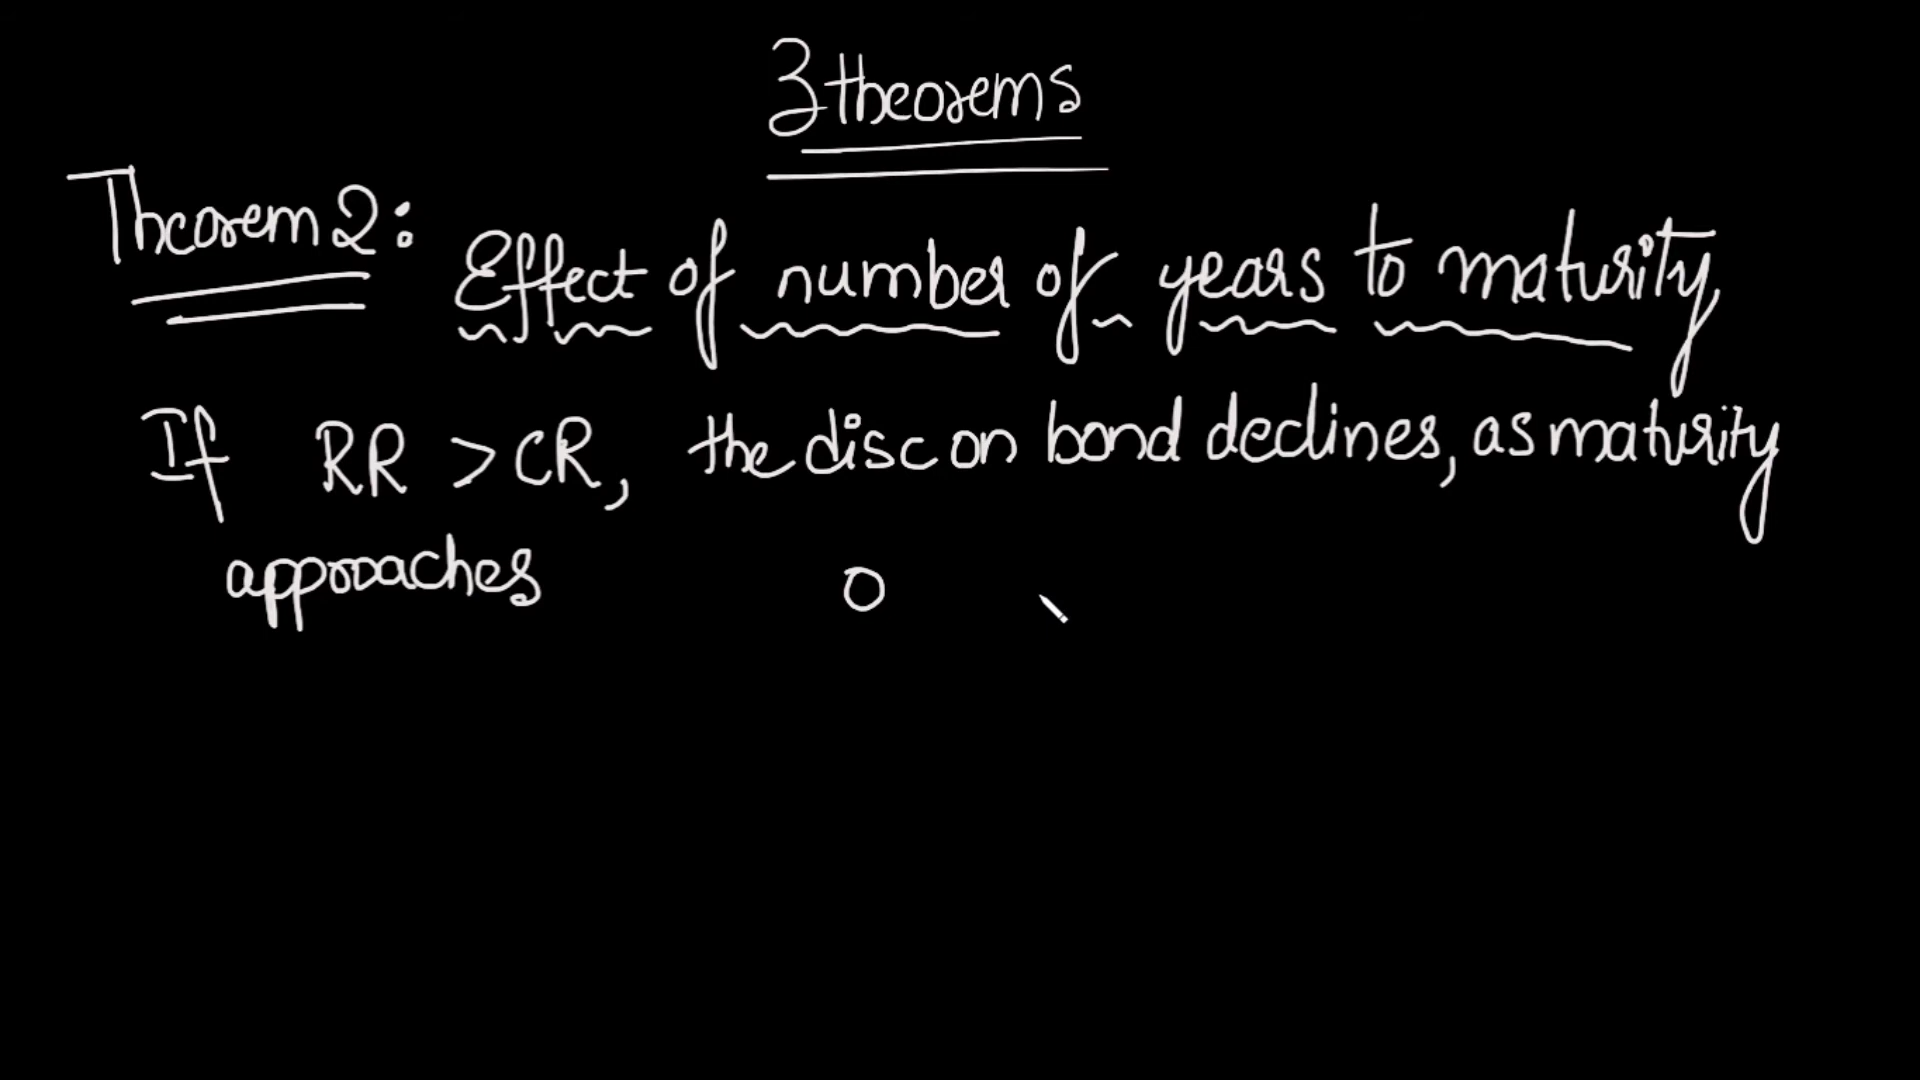 3 theorems
Theorem 2: Effect of number of years to maturity
If RR > CR, the disc on bond declines, as maturity
approaches 0